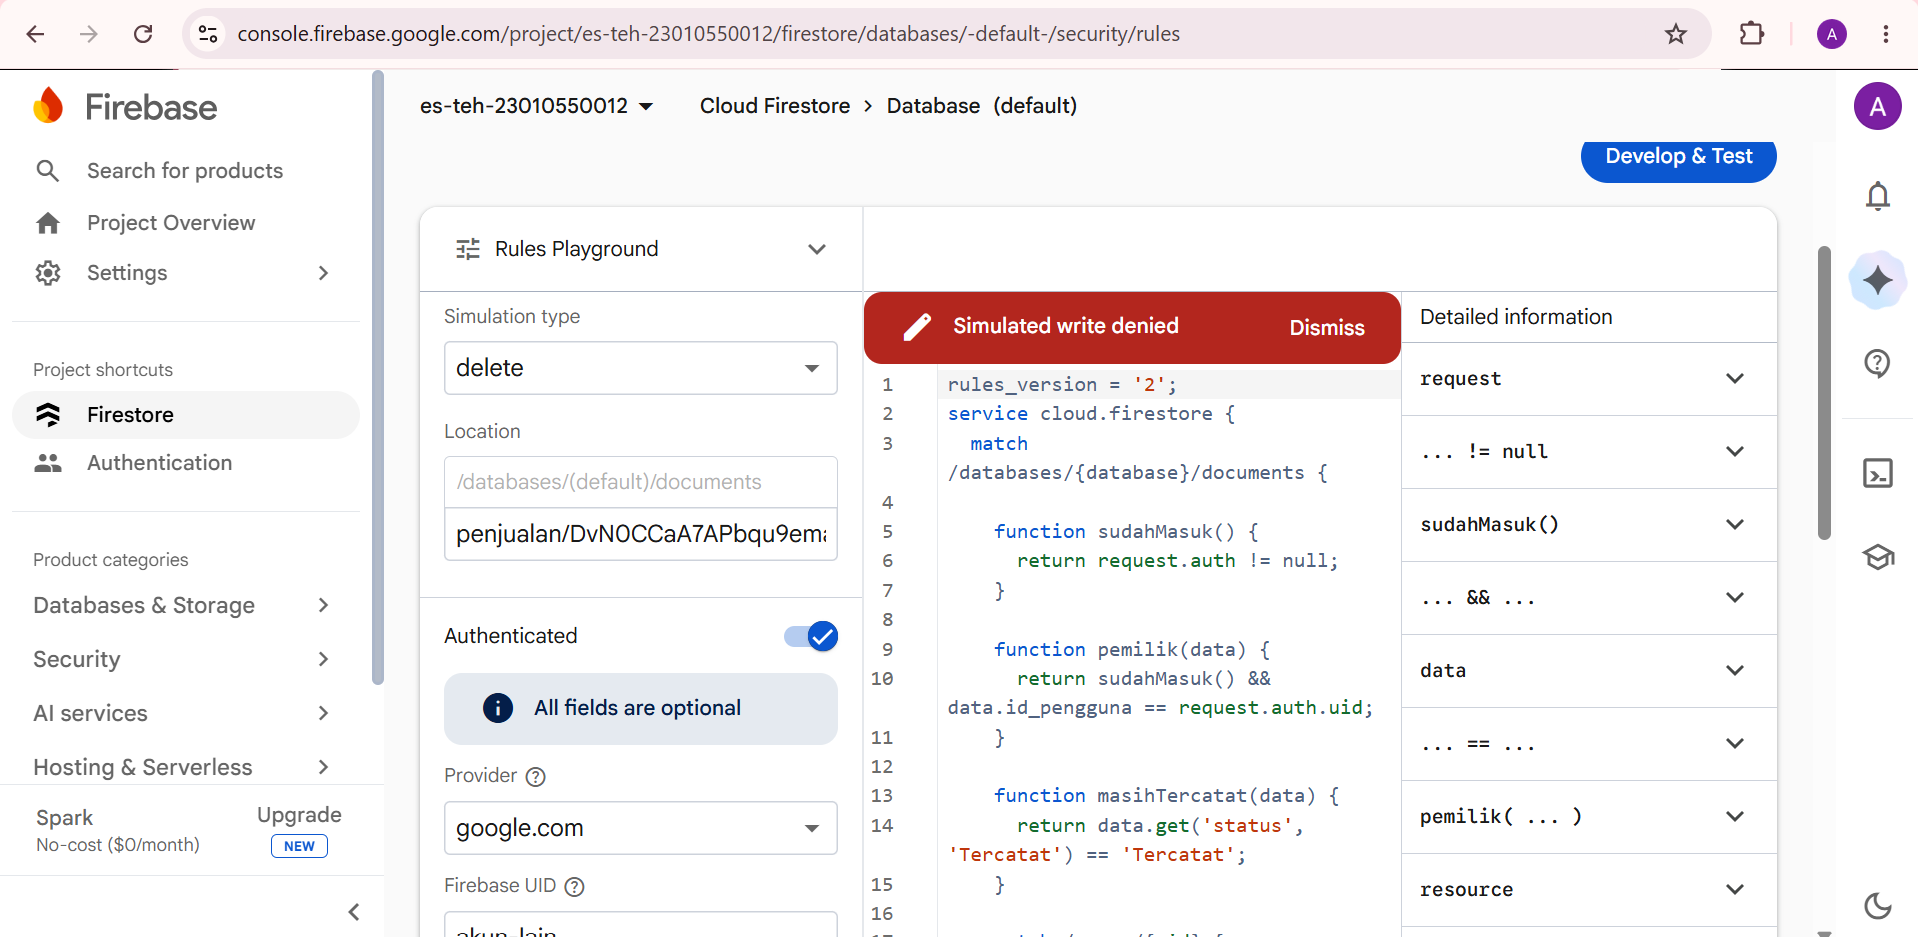 console.firebase.google.com/project/es-teh-23010550012/firestore/databases/-default-/security/rules
A
Firebase
Search for products
Project Overview
Settings
Project shortcuts
Firestore
Authentication
Product categories
Databases & Storage
Security
AI services
Hosting & Serverless
Spark
No-cost ($0/month)
Upgrade
NEW
es-teh-23010550012
Cloud Firestore > Database (default)
A
Develop & Test
Rules Playground
Simulation type
delete
Location
/databases/(default)/documents
penjualan/DvN0CCaA7APbqu9em
Authenticated
All fields are optional
Provider
google.com
Firebase UID
akun-lain
Simulated write denied
Dismiss
1 rules_version = '2';
2 service cloud.firestore {
3 match
/databases/{database}/documents {
4
5 function sudahMasuk() {
6 return request.auth != null;
7 }
8
9 function pemilik(data) {
10 return sudahMasuk() &&
data.id_pengguna == request.auth.uid;
11 }
12
13 function masihTercatat(data) {
14 return data.get('status',
'Tercatat') == 'Tercatat';
15 }
16
Detailed information
request
... != null
sudahMasuk()
... && ...
data
... == ...
pemilik( ... )
resource